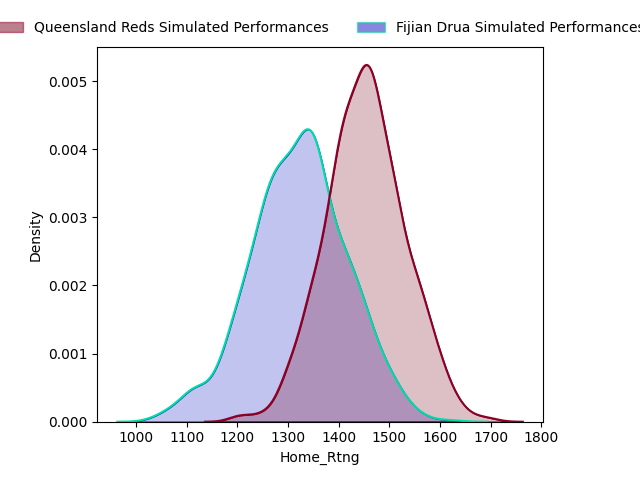 Queensland Reds Simulated Performances Fijian Drua Simulated Performances
0.005
0.004
0.003
0.002
0.001
0.000
Density
1000 1100 1200 1300 1400 1500 1600 1700 1800
Home_Rtng